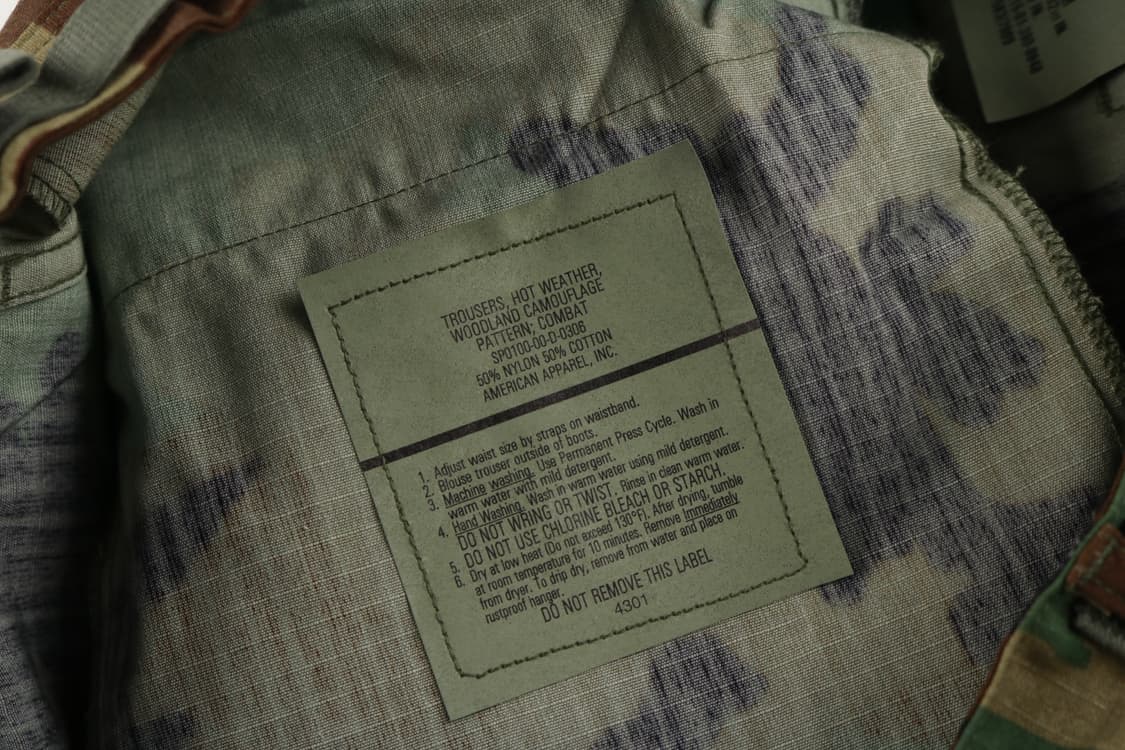 TROUSERS, HOT WEATHER,
WOODLAND CAMOUFLAGE
PATTERN; COMBAT
SP0100-00-D-0306
50% NYLON 50% COTTON
AMERICAN APPAREL, INC.
1. Adjust waist size by straps on waistband.
2. Blouse trouser outside of boots.
3. Machine washing. Use Permanent Press Cycle. Wash in
warm water with mild detergent.
4. Hand Washing. Wash in warm water using mild detergent.
DO NOT WRING OR TWIST. Rinse in clean warm water.
5. DO NOT USE CHLORINE BLEACH OR STARCH.
6. Dry at low heat (Do not exceed 130°F). After drying, tumble
at room temperature for 10 minutes. Remove immediately
from dryer. To drip dry, remove from water and place on
rustproof hanger.
DO NOT REMOVE THIS LABEL
4301